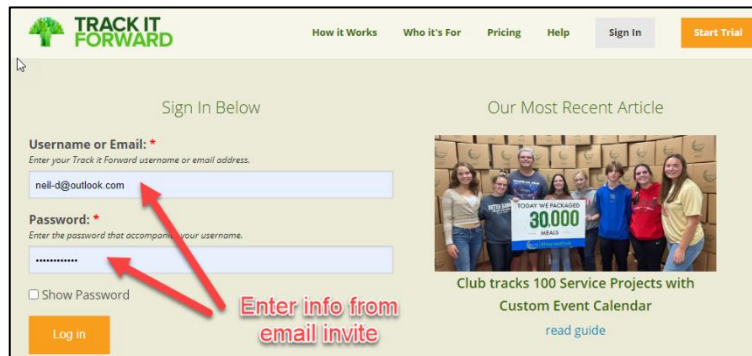 TRACK IT
FORWARD
How it Works
Who it's For
Pricing
Help
Sign In
Start Trial
Sign In Below
Username or Email: *
Enter your Track it Forward username or email address.
neil-d@outlook.com
Password: *
Enter the password that accompanies your username.
••••••••••••
Show Password
Log in
Enter info from
email invite
Our Most Recent Article
TODAY WE PACKAGED
30,000
MEALS
Club tracks 100 Service Projects with
Custom Event Calendar
read guide